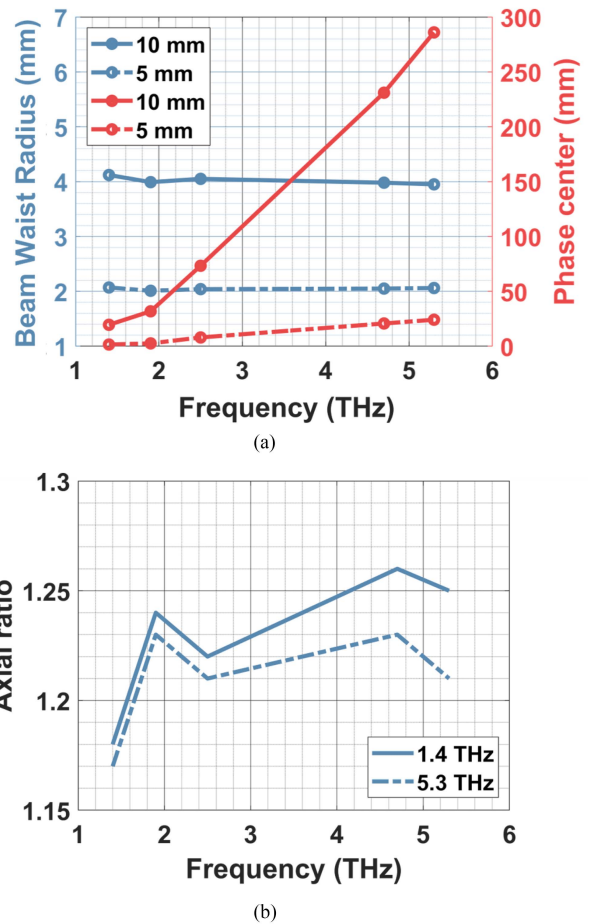 7
6
5
4
3
2
1
Beam Waist Radius (mm)
10 mm
5 mm
10 mm
5 mm
300
250
200
150
100
50
0
Phase center (mm)
1 2 3 4 5 6
Frequency (THz)
(a)
1.3
1.25
1.2
1.15
Axial ratio
1.4 THz
5.3 THz
1 2 3 4 5 6
Frequency (THz)
(b)